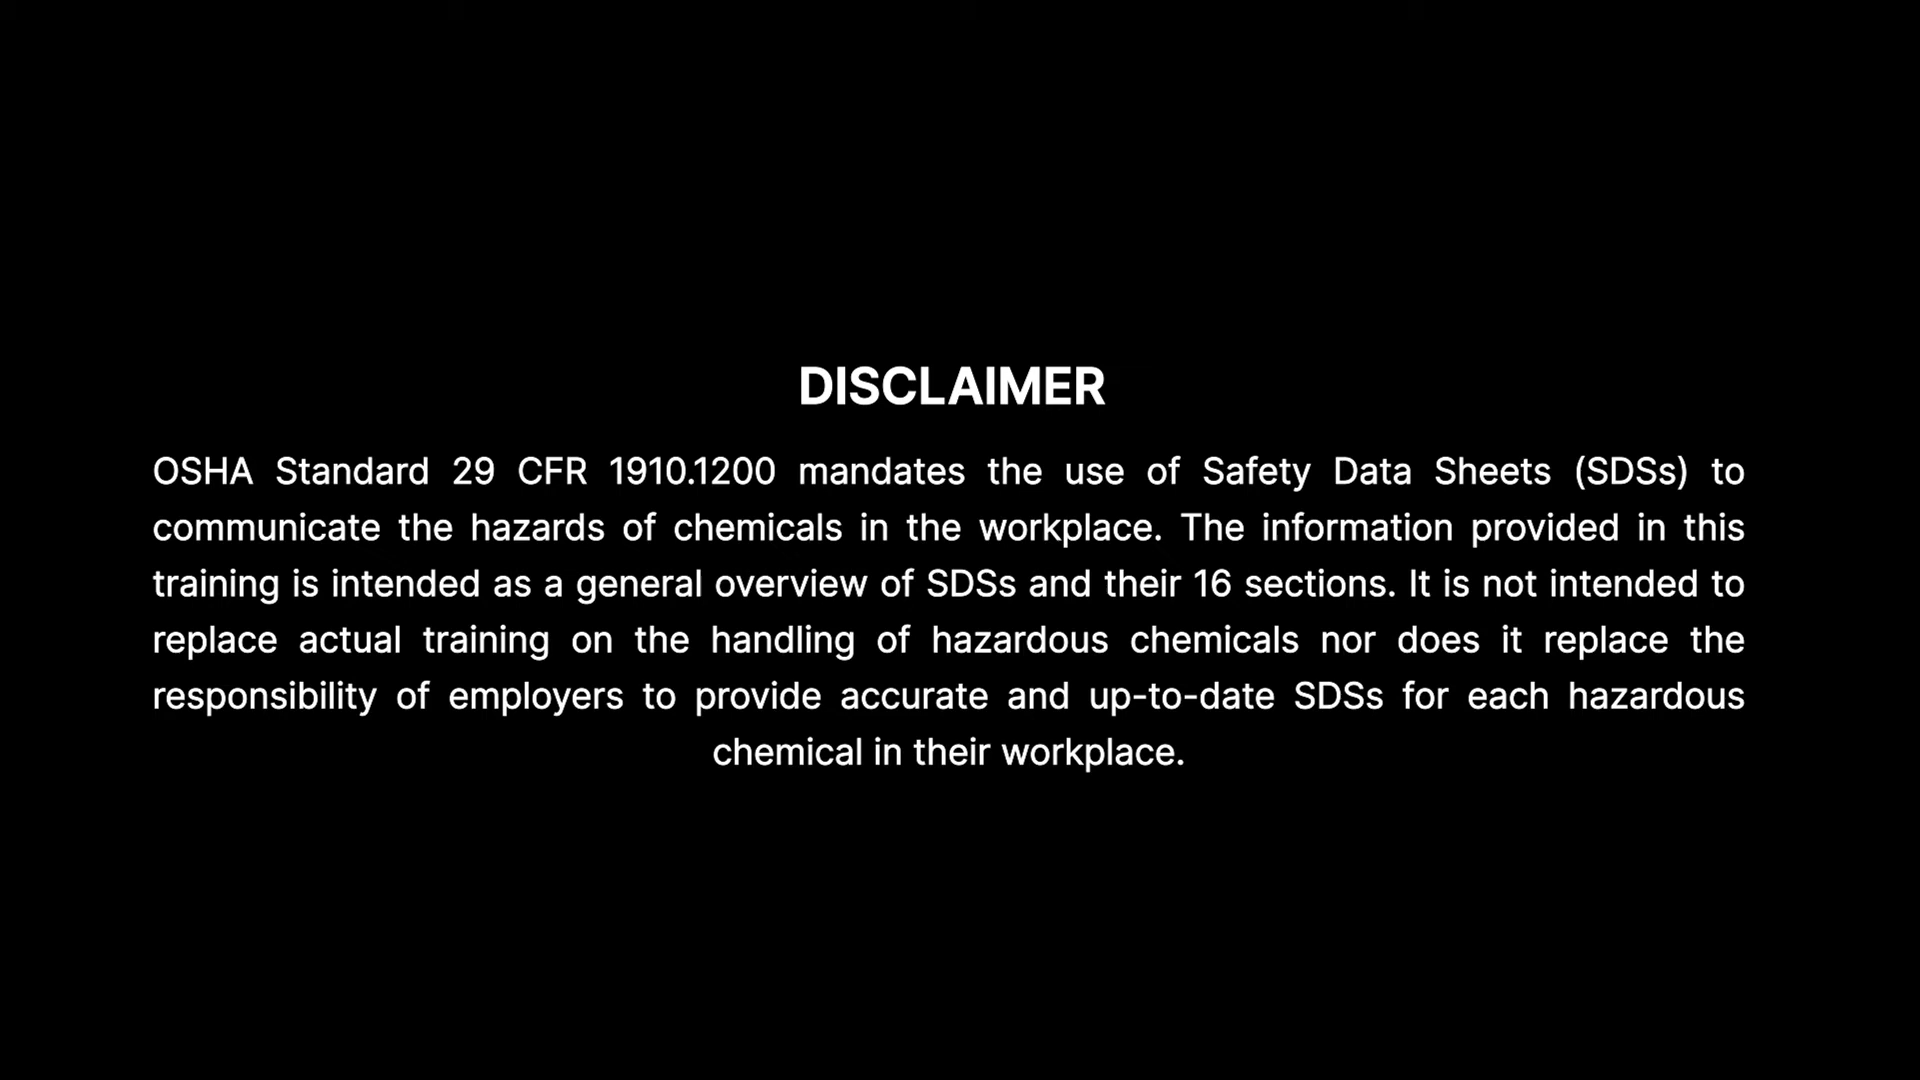 DISCLAIMER
OSHA Standard 29 CFR 1910.1200 mandates the use of Safety Data Sheets (SDSs) to
communicate the hazards of chemicals in the workplace. The information provided in this
training is intended as a general overview of SDSs and their 16 sections. It is not intended to
replace actual training on the handling of hazardous chemicals nor does it replace the
responsibility of employers to provide accurate and up-to-date SDSs for each hazardous
chemical in their workplace.